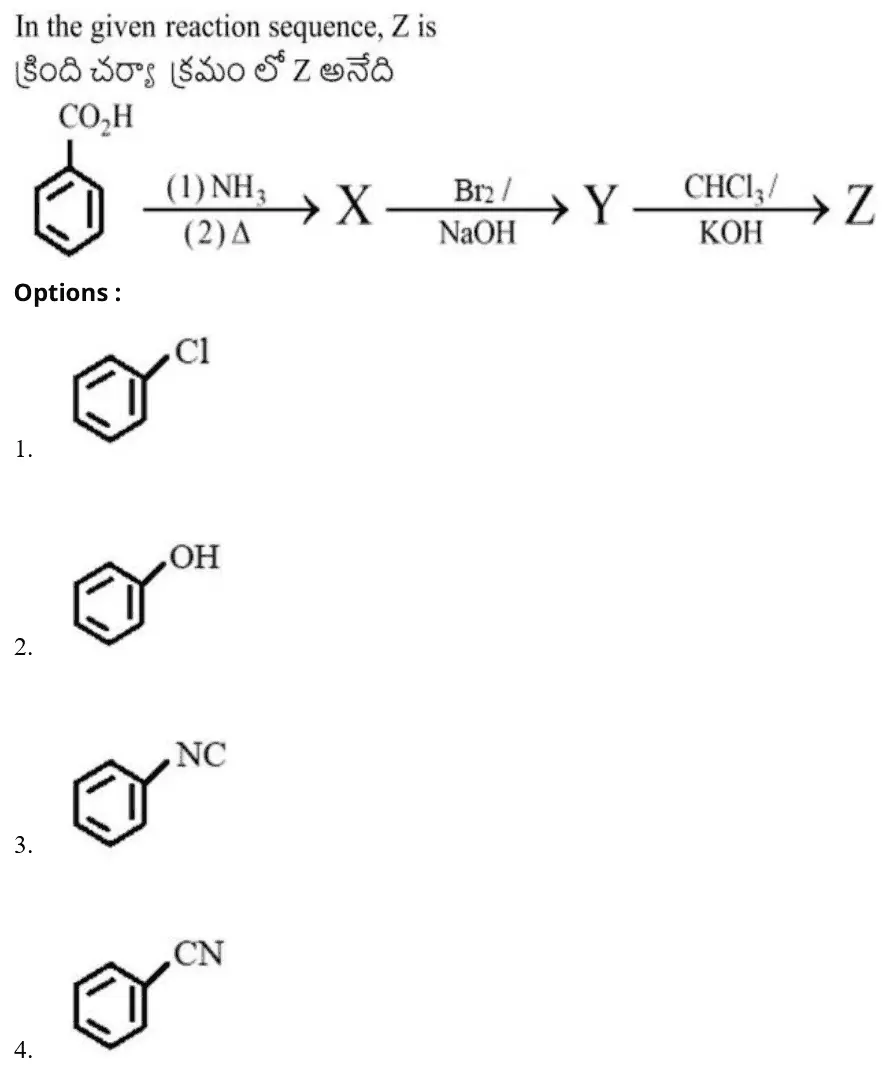 In the given reaction sequence, Z is
క్రింది చర్యా క్రమం లో Z అనేది
CO₂H
(1) NH₃
(2) Δ
X
Br₂ /
NaOH
Y
CHCl₃ /
KOH
Z
Options :
Cl
1.
OH
2.
NC
3.
CN
4.